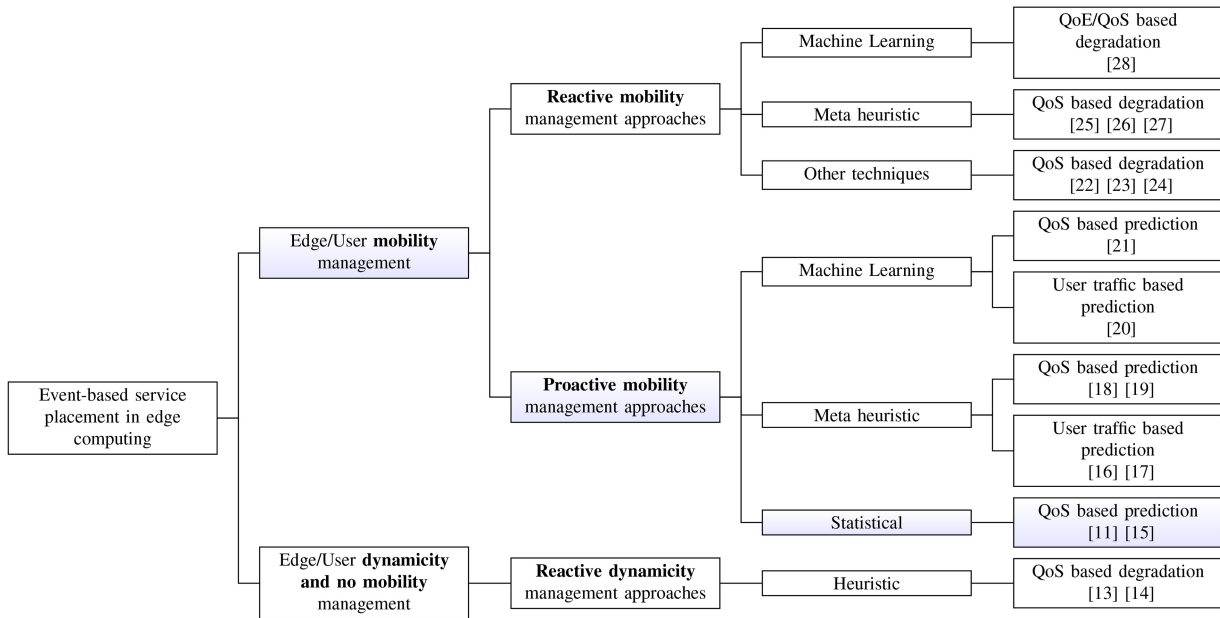 Event-based service
placement in edge
computing
Edge/User mobility
management
Reactive mobility
management approaches
Machine Learning
QoE/QoS based
degradation
[28]
Meta heuristic
QoS based degradation
[25] [26] [27]
Other techniques
QoS based degradation
[22] [23] [24]
Proactive mobility
management approaches
Machine Learning
QoS based prediction
[21]
User traffic based
prediction
[20]
Meta heuristic
QoS based prediction
[18] [19]
User traffic based
prediction
[16] [17]
Statistical
QoS based prediction
[11] [15]
Edge/User dynamicity
and no mobility
management
Reactive dynamicity
management approaches
Heuristic
QoS based degradation
[13] [14]